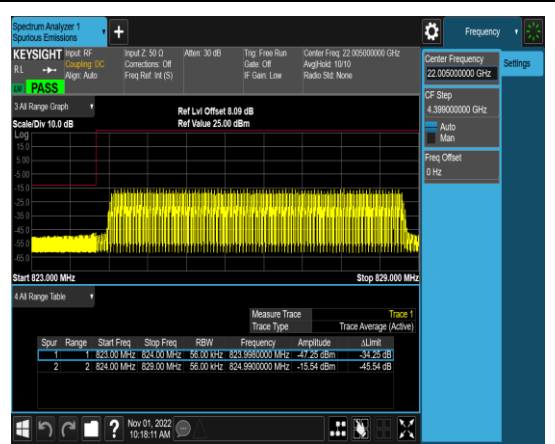 Spectrum Analyzer 1
Spurious Emissions
+
Frequency
KEYSIGHT
Input: RF
Coupling: DC
Align: Auto
Input Z: 50 Ω
Corrections: Off
Freq Ref: Int (S)
Atten: 30 dB
Trig: Free Run
Gate: Off
IF Gain: Low
Center Freq: 22.005000000 GHz
Avg|Hold: 10/10
Radio Std: None
R L
PASS
Center Frequency
22.005000000 GHz
Settings
CF Step
4.399000000 GHz
Auto
Man
Freq Offset
0 Hz
3 All Range Graph
Scale/Div 10.0 dB
Ref Lvl Offset 8.09 dB
Ref Value 25.00 dBm
Log
15.0
5.00
-5.00
-15.0
-25.0
-35.0
-45.0
-55.0
-65.0
Start 823.000 MHz
Stop 829.000 MHz
4 All Range Table
Measure Trace Trace 1
Trace Type Trace Average (Active)
Spur Range Start Freq Stop Freq RBW Frequency Amplitude ΔLimit
1 1 823.00 MHz 824.00 MHz 56.00 kHz 823.9980000 MHz -47.25 dBm -34.25 dB
2 2 824.00 MHz 829.00 MHz 56.00 kHz 824.9900000 MHz -15.54 dBm -45.54 dB
?
Nov 01, 2022
10:18:11 AM